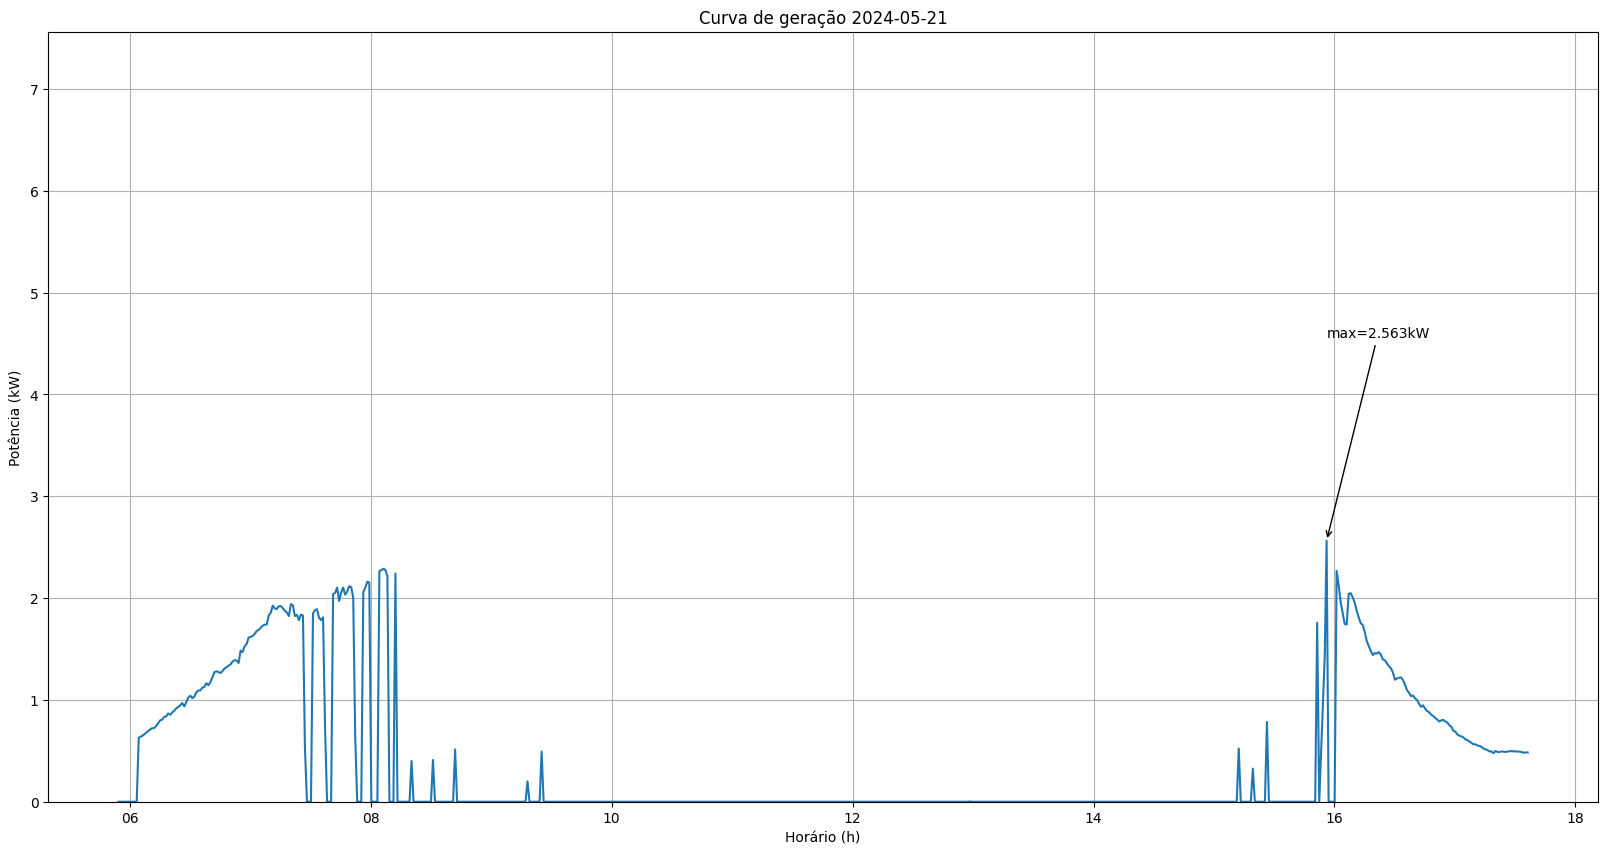 Curva de geração 2024-05-21
7
6
5
max=2.563kW
4
Potência (kW)
3
2
1
0
06 08 10 12 14 16 18
Horário (h)